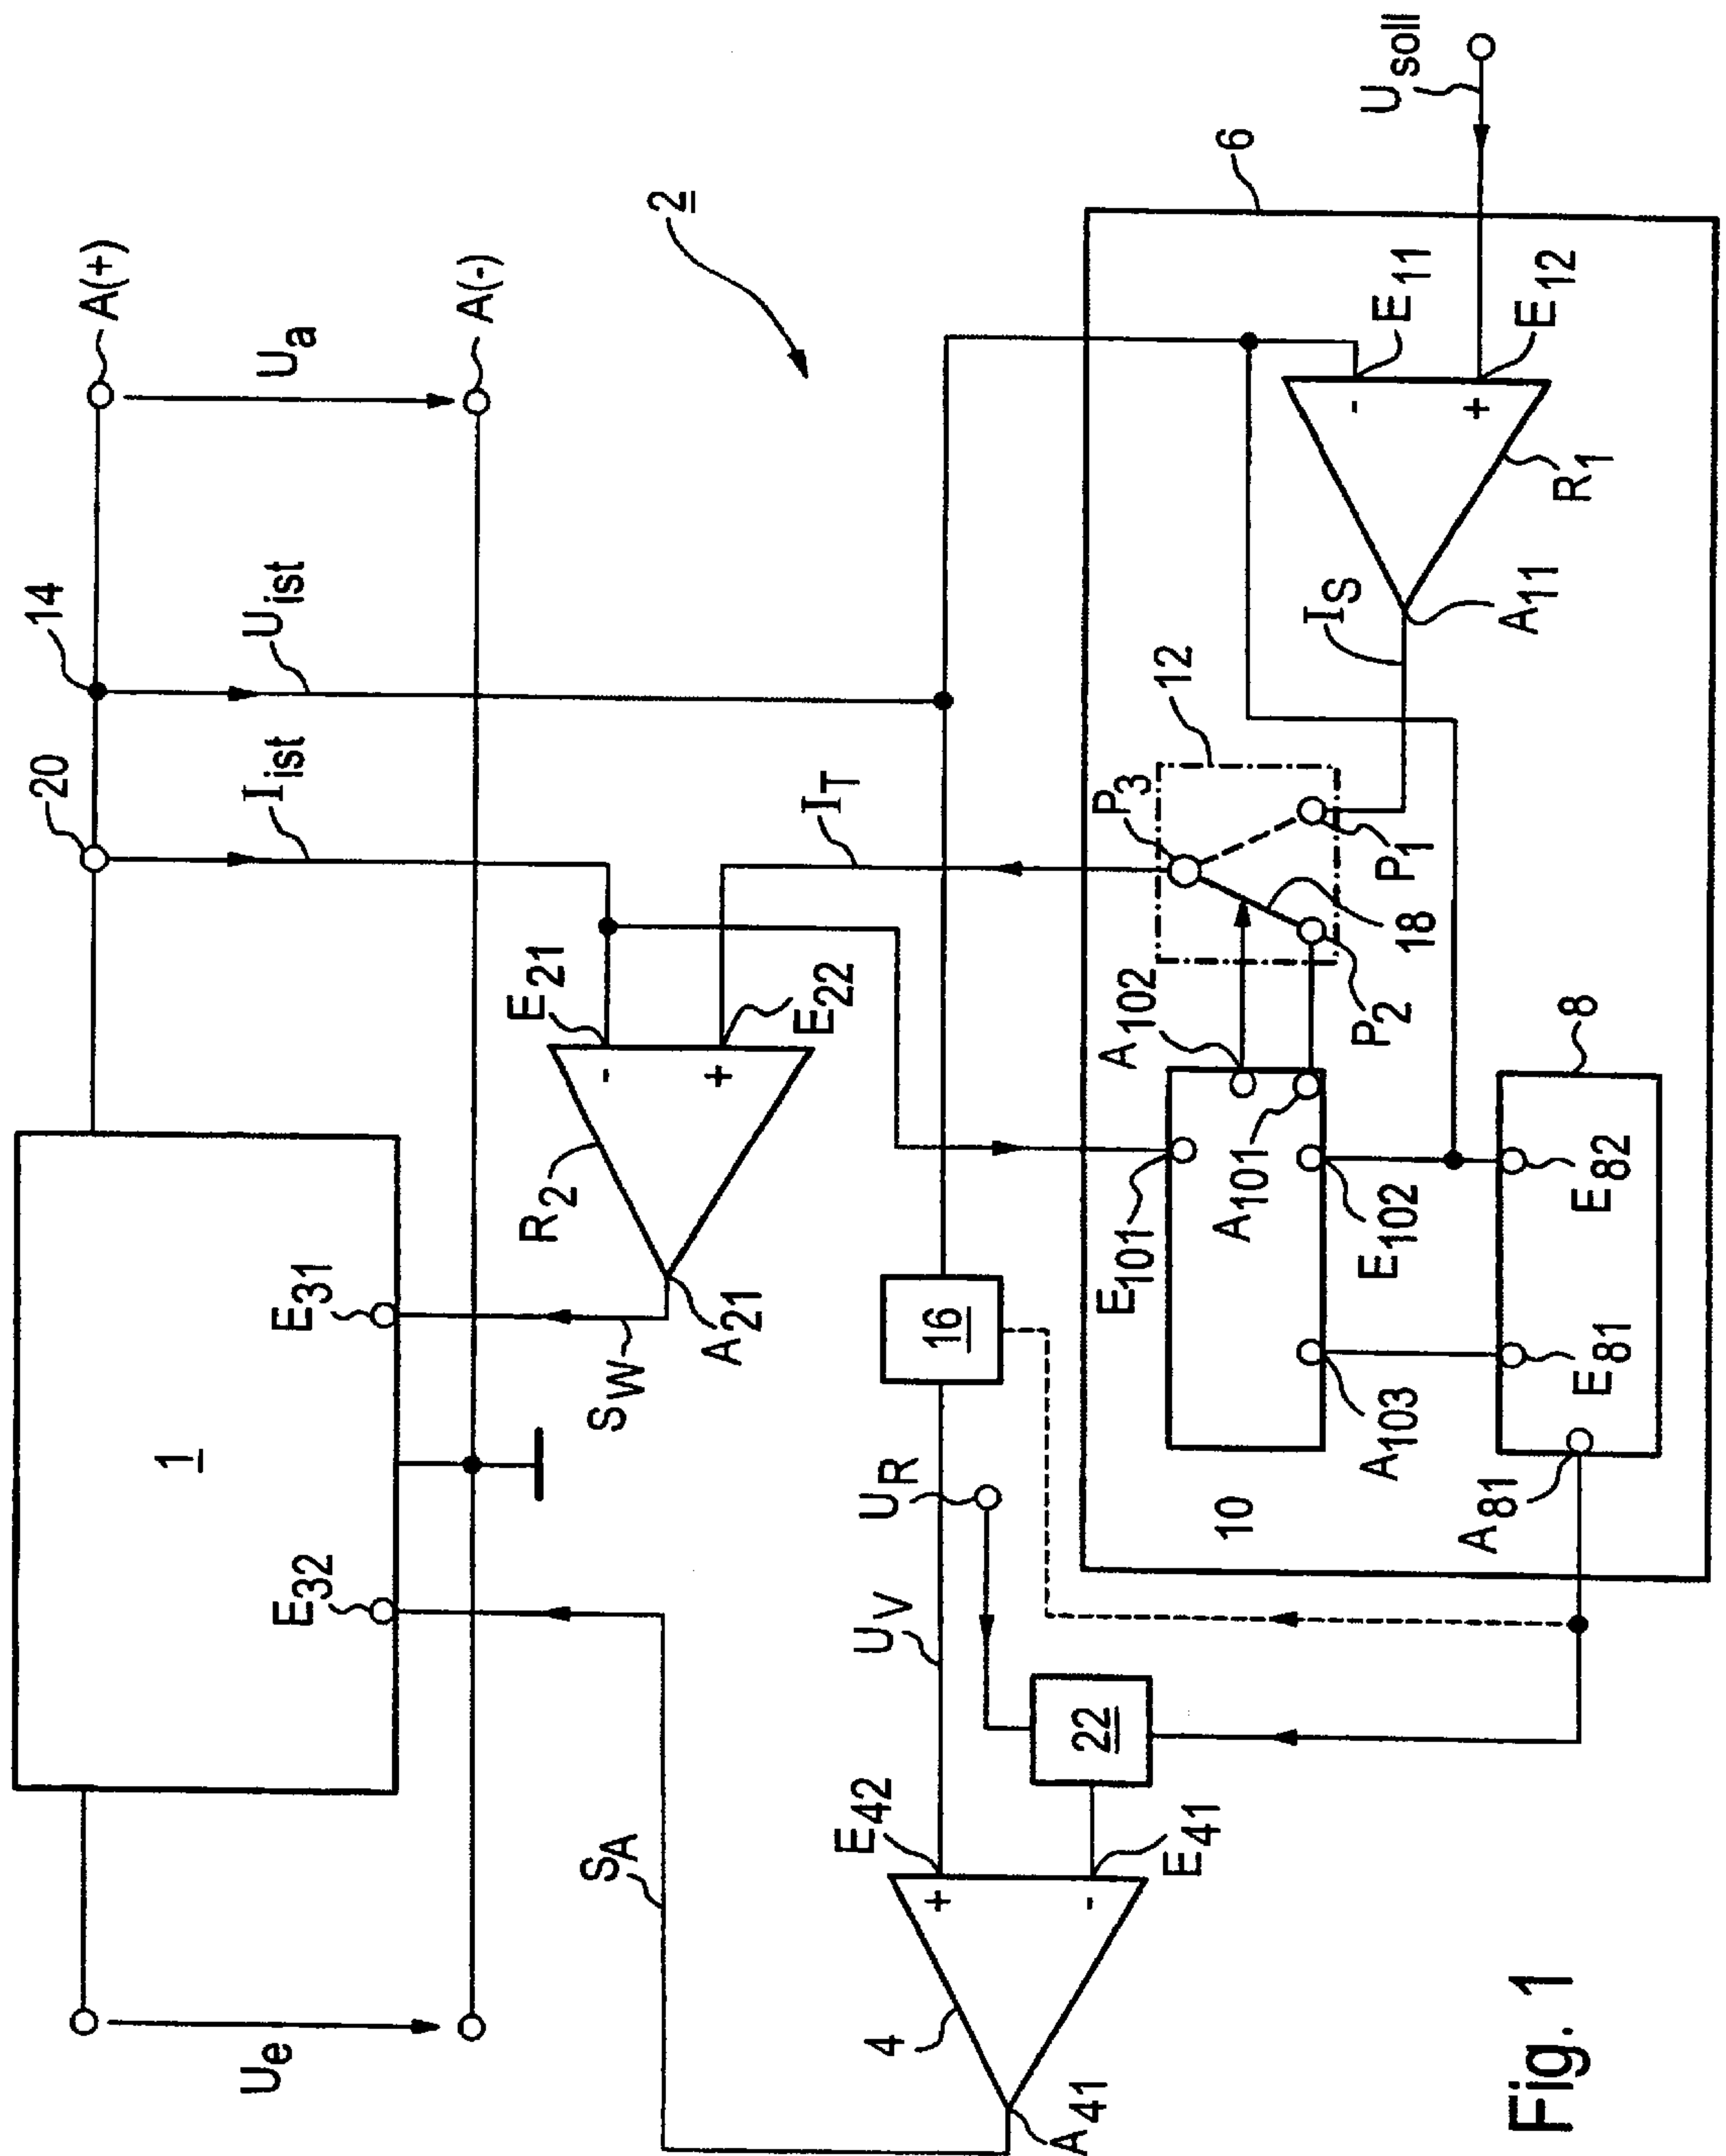 U_e
1
E_32
E_31
20
14
A(+)
U_a
A(-)
I_ist
U_ist
2
S_A
S_W
R_2
A_21
E_21
E_22
-
+
I_T
4
A_41
E_42
E_41
+
-
U_V
U_R
22
16
6
U_soll
10
E_101
A_102
A_101
E_102
A_103
P_3
12
P_2
18
P_1
I_S
A_11
R_1
-
+
E_11
E_12
8
A_81
E_81
E_82
Fig. 1